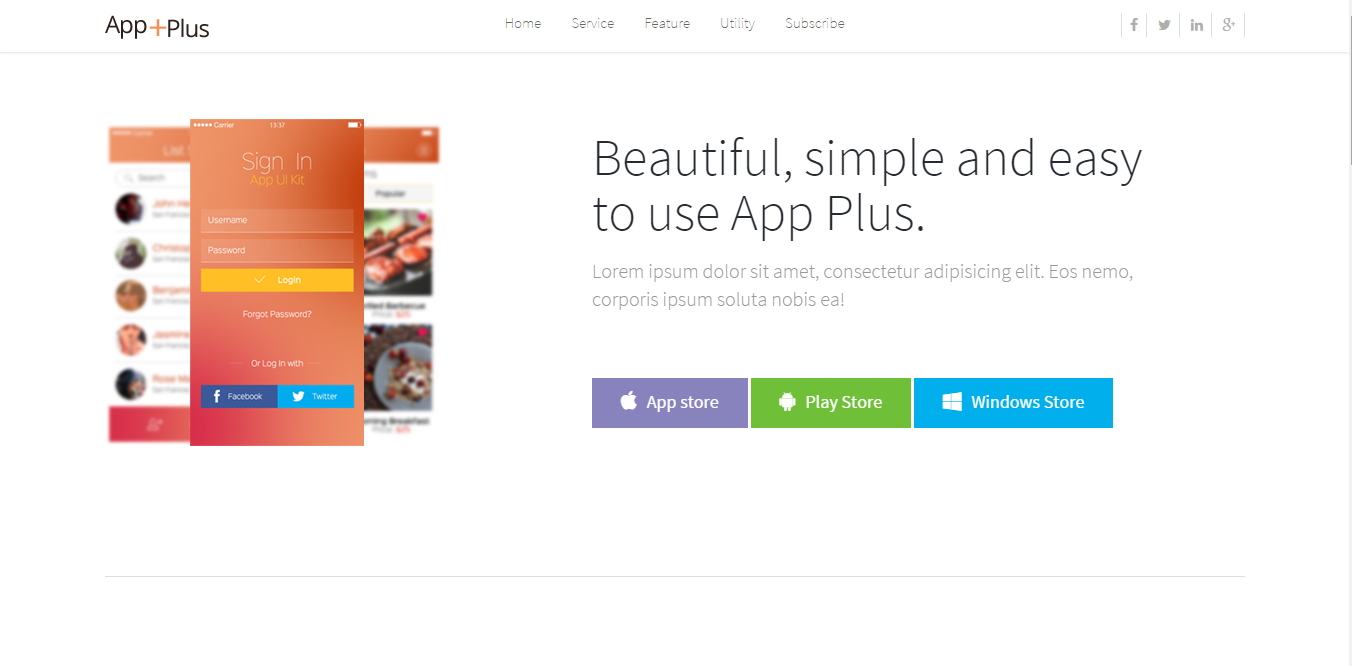 App+Plus
Home Service Feature Utility Subscribe
Carrier 13:37
Sign In
App UI Kit
Username
Password
Login
Forgot Password?
Or Log In with
Facebook Twitter
Search
Popular
Beautiful, simple and easy
to use App Plus.
Lorem ipsum dolor sit amet, consectetur adipisicing elit. Eos nemo,
corporis ipsum soluta nobis ea!
App store Play Store Windows Store